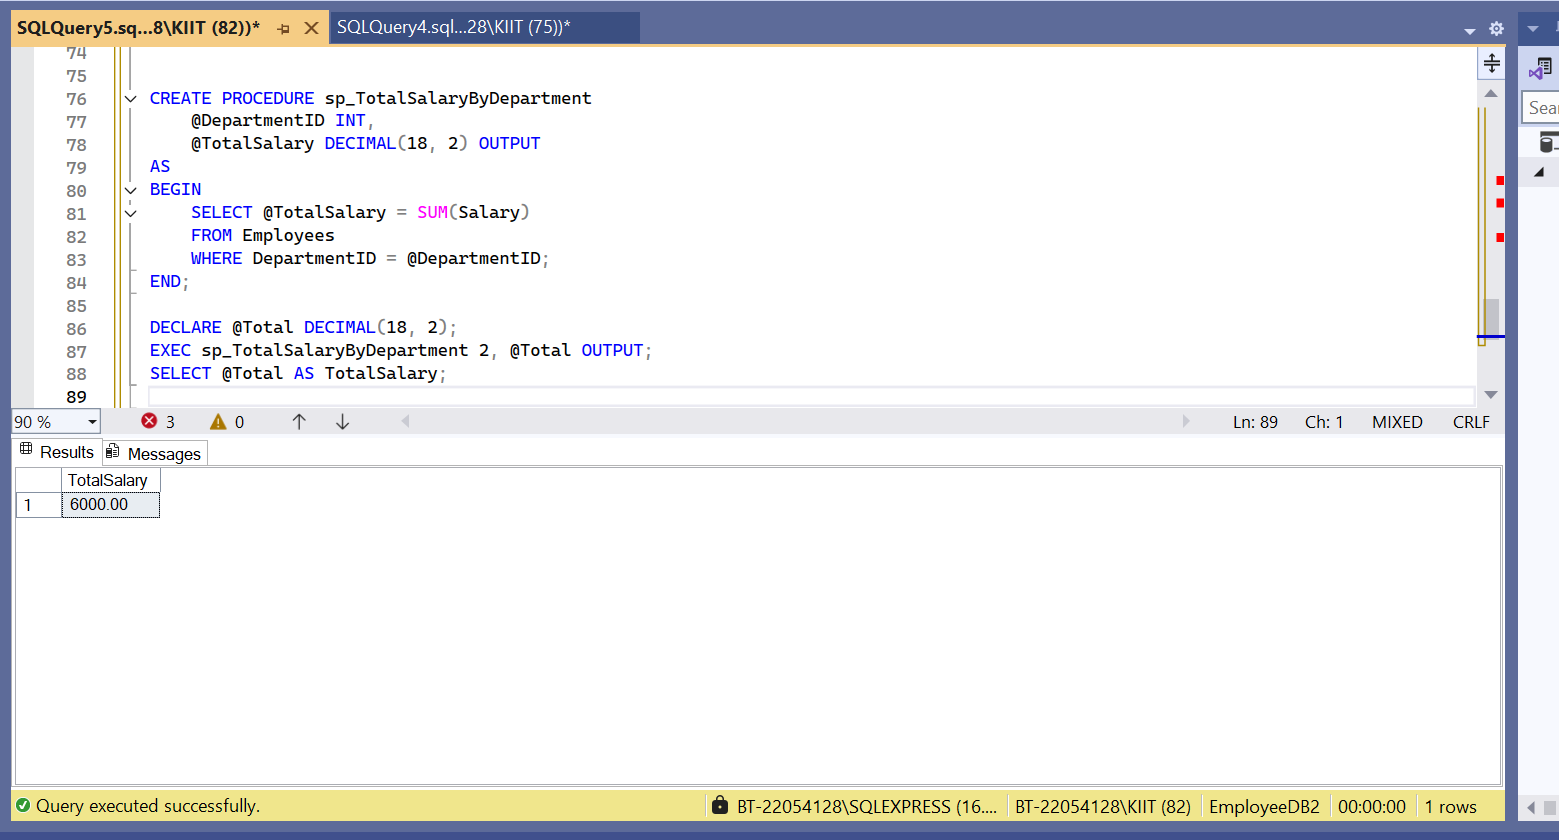 SQLQuery5.sq...8\KIIT (82))*
SQLQuery4.sql...28\KIIT (75))*
74
75
76 CREATE PROCEDURE sp_TotalSalaryByDepartment
77 @DepartmentID INT,
78 @TotalSalary DECIMAL(18, 2) OUTPUT
79 AS
80 BEGIN
81 SELECT @TotalSalary = SUM(Salary)
82 FROM Employees
83 WHERE DepartmentID = @DepartmentID;
84 END;
85
86 DECLARE @Total DECIMAL(18, 2);
87 EXEC sp_TotalSalaryByDepartment 2, @Total OUTPUT;
88 SELECT @Total AS TotalSalary;
89
Sear
90 % 3 0 Ln: 89 Ch: 1 MIXED CRLF
Results Messages
TotalSalary
1 6000.00
Query executed successfully. BT-22054128\SQLEXPRESS (16.... BT-22054128\KIIT (82) EmployeeDB2 00:00:00 1 rows